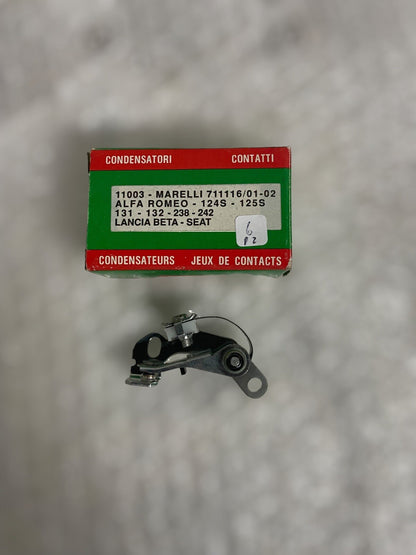 CONDENSATORI CONTATTI
11003 - MARELLI 711116/01-02
ALFA ROMEO - 124S - 125S
131 - 132 - 238 - 242
LANCIA BETA - SEAT
6
P 2
CONDENSATEURS JEUX DE CONTACTS